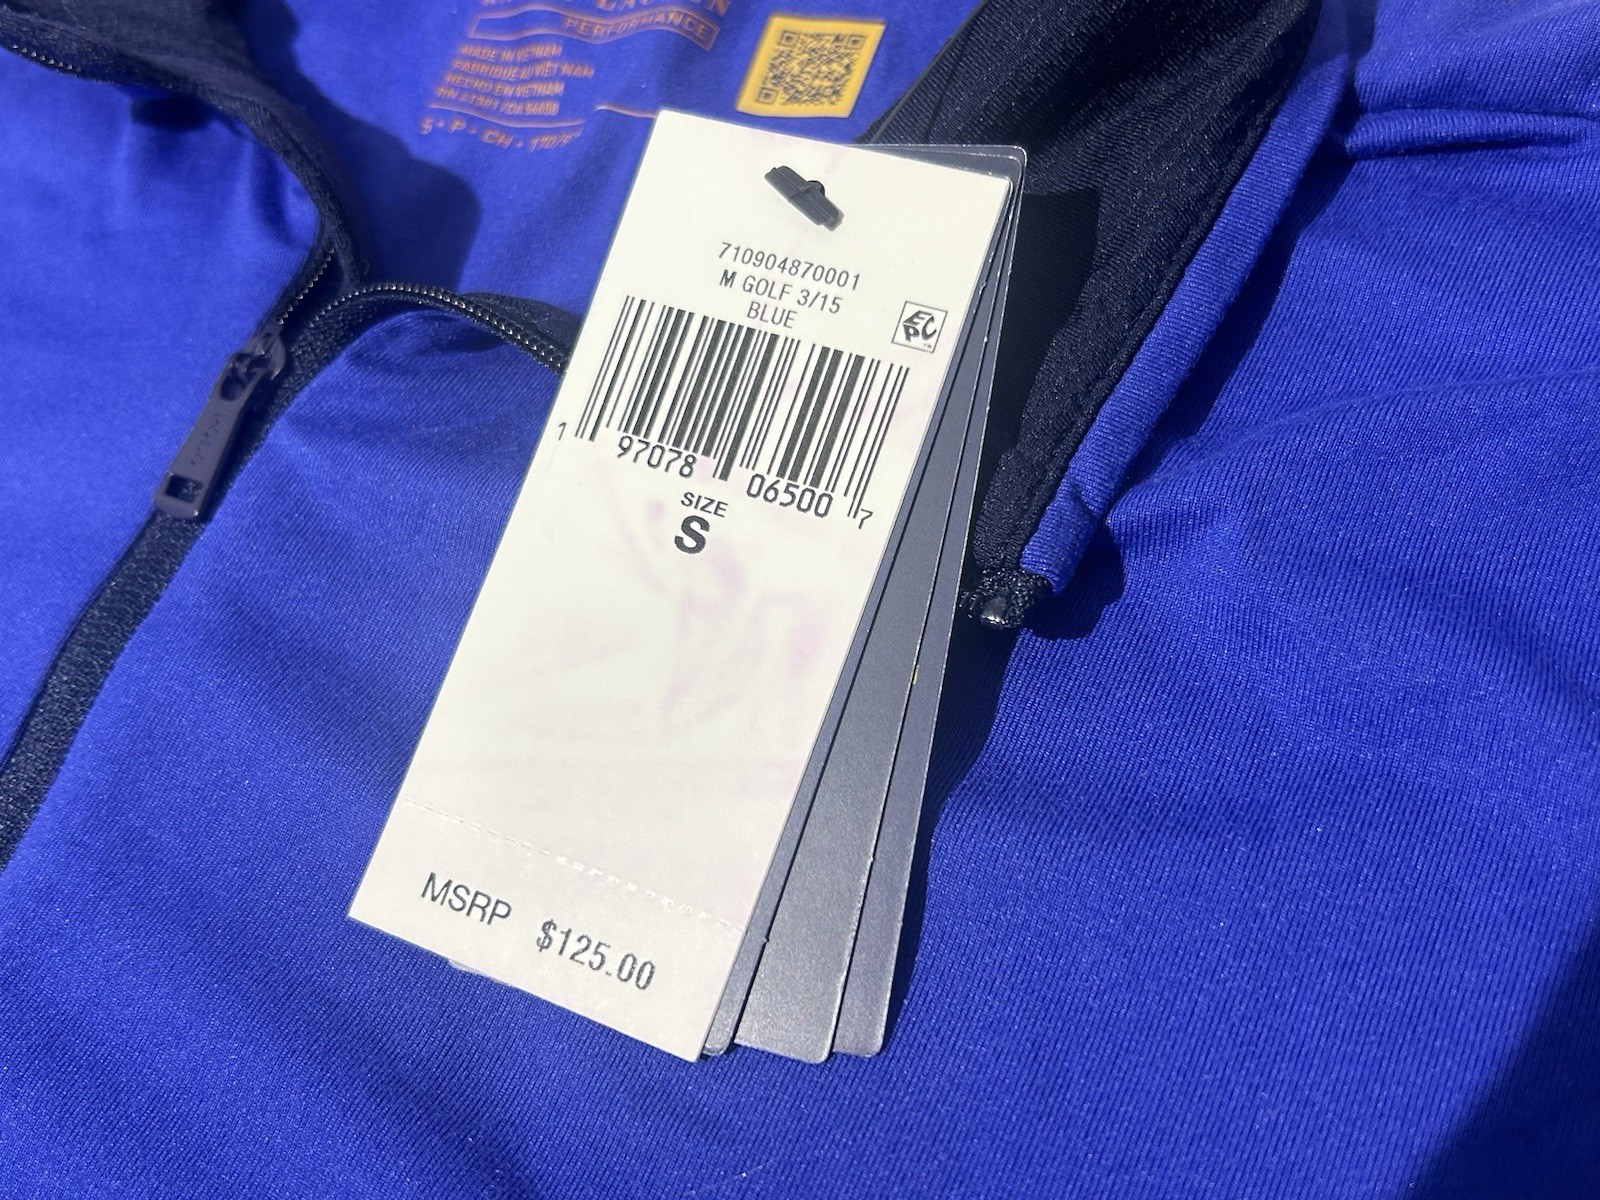 PERFORMANCE
MADE IN VIETNAM
FABRIQUE AU VIET NAM
HECHO EN VIETNAM
710904870001
M GOLF 3/15
BLUE
1 97078 06500 7
SIZE
S
MSRP $125.00